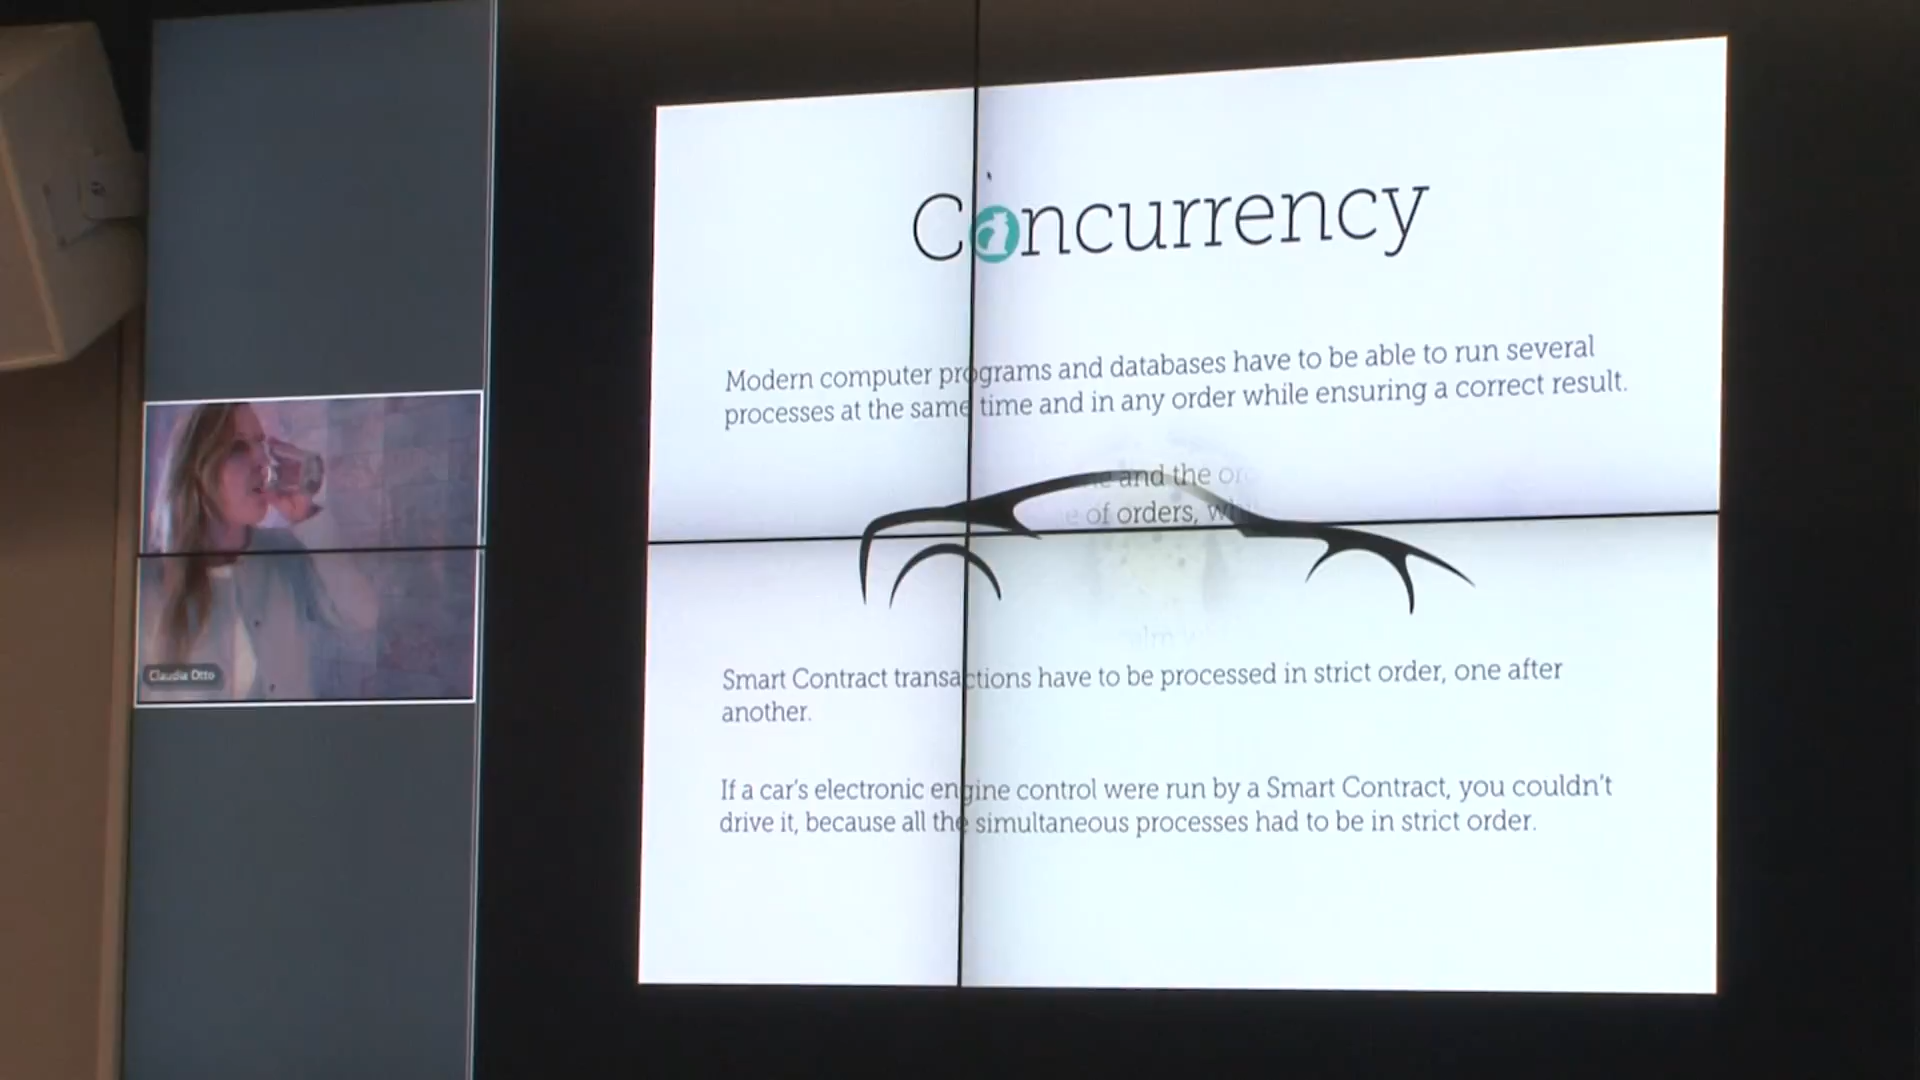 Concurrency
Modern computer programs and databases have to be able to run several
processes at the same time and in any order while ensuring a correct result.
and the
of orders,
Smart Contract transactions have to be processed in strict order, one after
another.
If a car's electronic engine control were run by a Smart Contract, you couldn't
drive it, because all the simultaneous processes had to be in strict order.
Claudia Otto